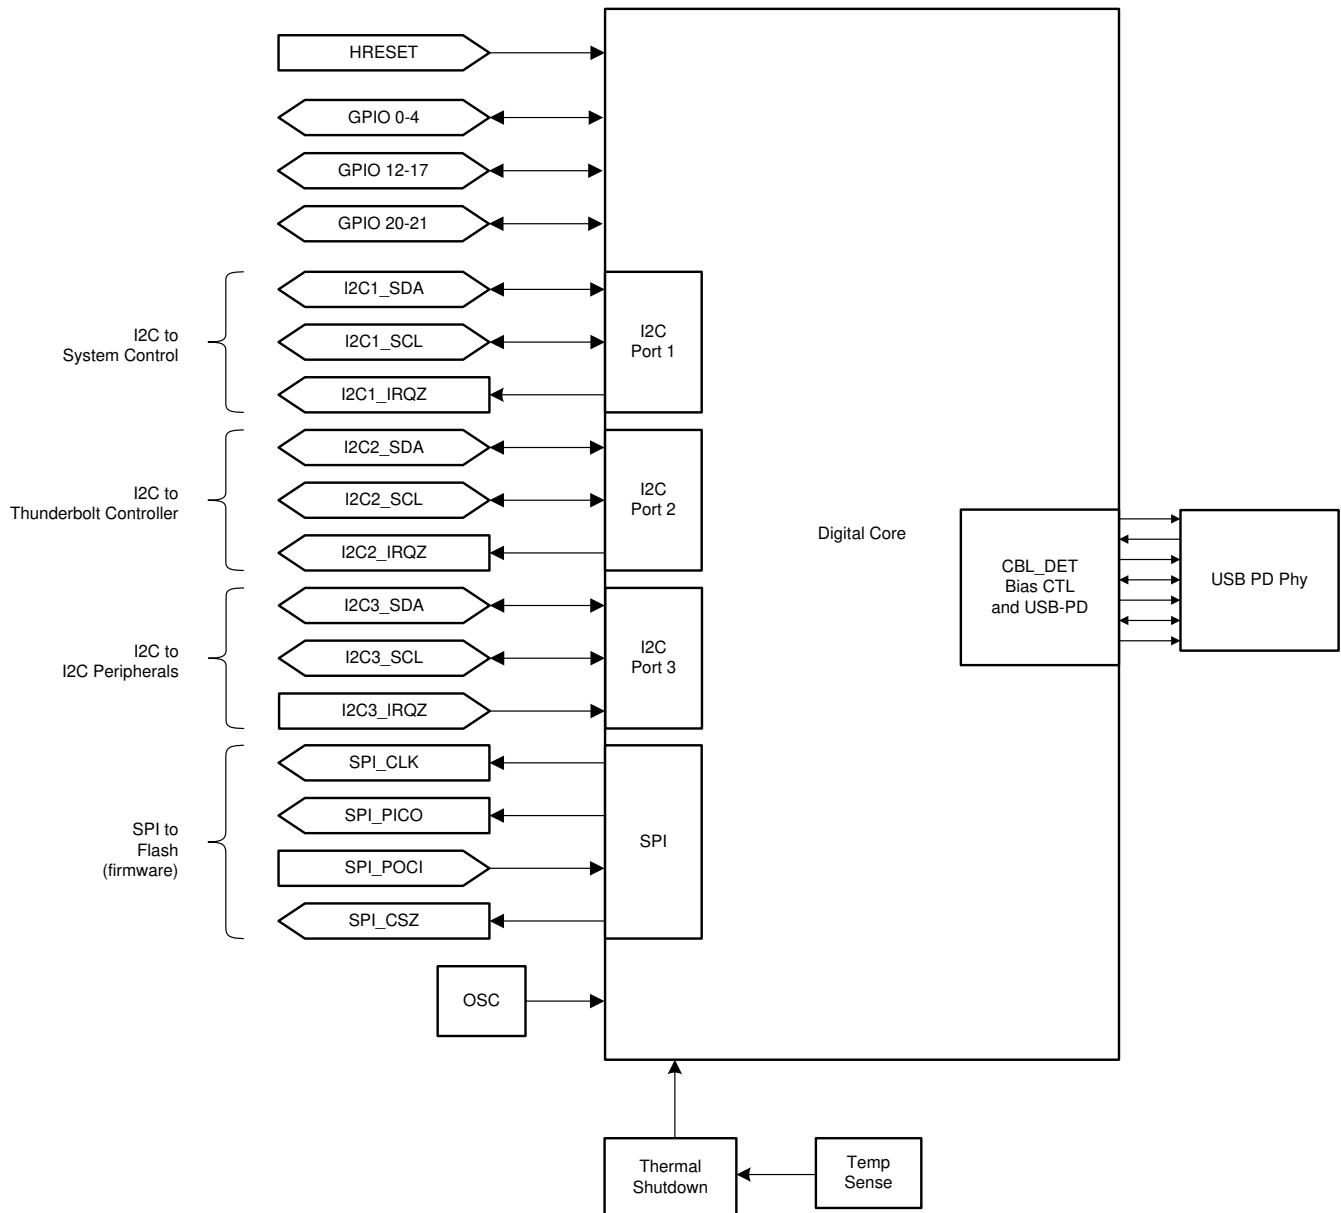 HRESET
GPIO 0-4
GPIO 12-17
GPIO 20-21
I2C to
System Control
I2C1_SDA
I2C1_SCL
I2C1_IRQZ
I2C
Port 1
I2C to
Thunderbolt Controller
I2C2_SDA
I2C2_SCL
I2C2_IRQZ
I2C
Port 2
I2C to
I2C Peripherals
I2C3_SDA
I2C3_SCL
I2C3_IRQZ
I2C
Port 3
SPI to
Flash
(firmware)
SPI_CLK
SPI_PICO
SPI_POCI
SPI_CSZ
SPI
Digital Core
CBL_DET
Bias CTL
and USB-PD
USB PD Phy
OSC
Thermal
Shutdown
Temp
Sense